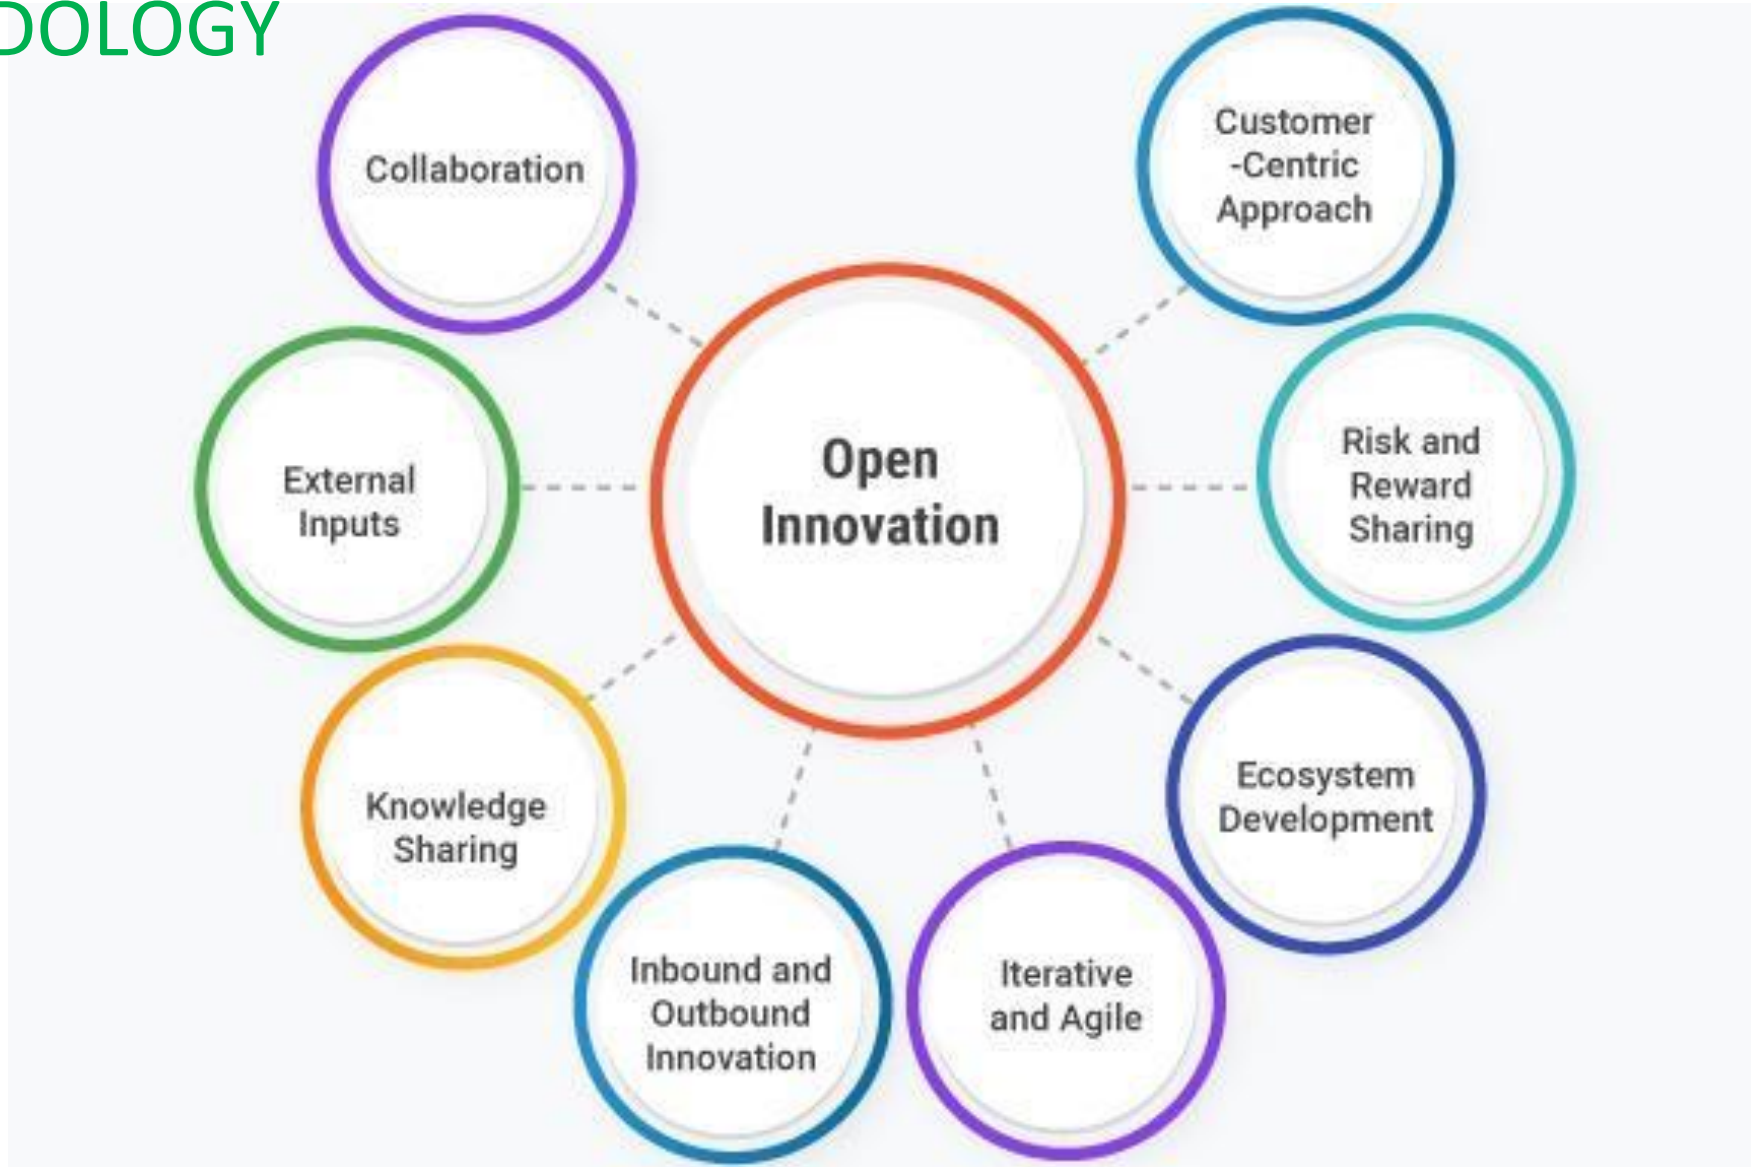 DOLOGY
Collaboration
Customer
-Centric
Approach
External
Inputs
Open
Innovation
Risk and
Reward
Sharing
Knowledge
Sharing
Ecosystem
Development
Inbound and
Outbound
Innovation
Iterative
and Agile